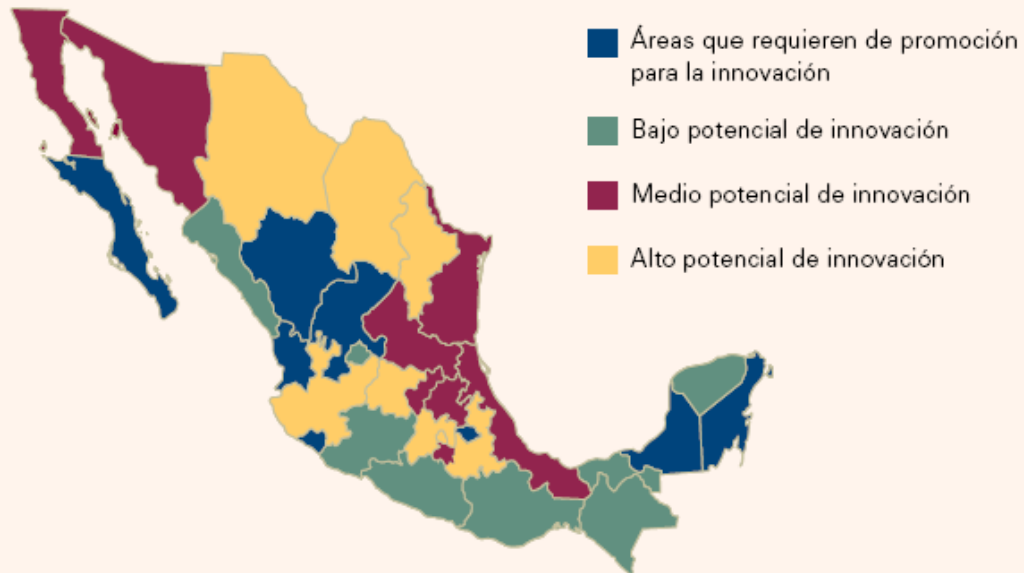 Áreas que requieren de promoción
para la innovación
Bajo potencial de innovación
Medio potencial de innovación
Alto potencial de innovación